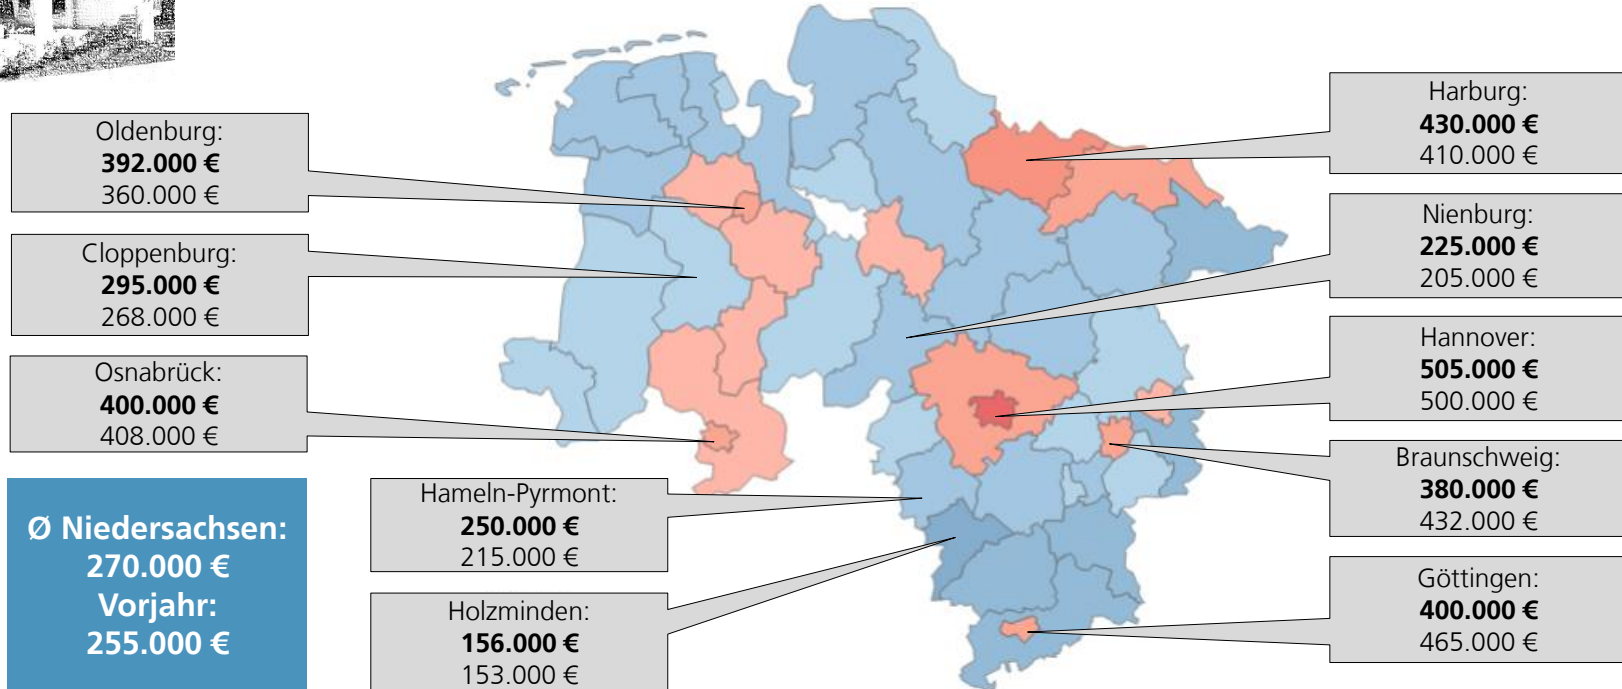 Oldenburg:
392.000 €
360.000 €
Cloppenburg:
295.000 €
268.000 €
Osnabrück:
400.000 €
408.000 €
Ø Niedersachsen:
270.000 €
Vorjahr:
255.000 €
Hameln-Pyrmont:
250.000 €
215.000 €
Holzminden:
156.000 €
153.000 €
Harburg:
430.000 €
410.000 €
Nienburg:
225.000 €
205.000 €
Hannover:
505.000 €
500.000 €
Braunschweig:
380.000 €
432.000 €
Göttingen:
400.000 €
465.000 €